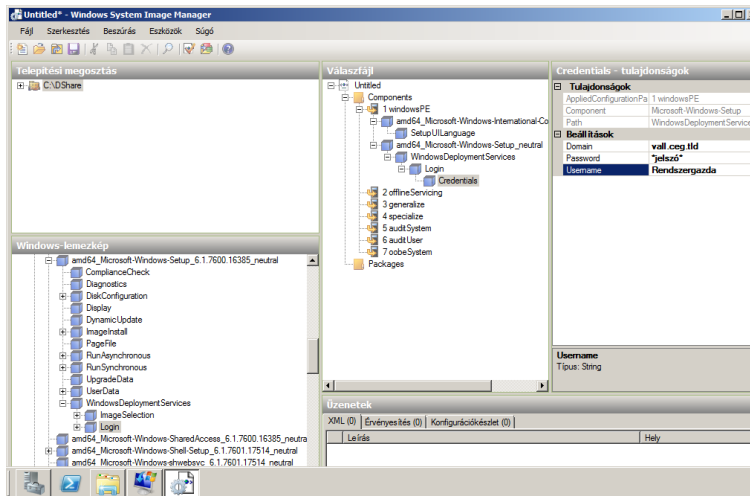 Untitled* - Windows System Image Manager
Fájl Szerkesztés Beszúrás Eszközök Súgó
Telepítési megosztás
C:\DShare
Windows-lemezkép
amd64_Microsoft-Windows-Setup_6.1.7600.16385_neutral
ComplianceCheck
Diagnostics
DiskConfiguration
Display
DynamicUpdate
ImageInstall
PageFile
RunAsynchronous
RunSynchronous
UpgradeData
UserData
WindowsDeploymentServices
ImageSelection
Login
amd64_Microsoft-Windows-SharedAccess_6.1.7600.16385_neutra
amd64_Microsoft-Windows-Shell-Setup_6.1.7601.17514_neutral
amd64_Microsoft-Windows-shwebsvc_6.1.7601.17514_neutral
Válaszfájl
Untitled
Components
1 windowsPE
amd64_Microsoft-Windows-International-Co
SetupUILanguage
amd64_Microsoft-Windows-Setup_neutral
WindowsDeploymentServices
Login
Credentials
2 offlineServicing
3 generalize
4 specialize
5 auditSystem
6 auditUser
7 oobeSystem
Packages
Credentials - tulajdonságok
Tulajdonságok
AppliedConfigurationPa 1 windowsPE
Component Microsoft-Windows-Setup
Path WindowsDeploymentService
Beállítások
Domain vall.ceg.tld
Password "jelszó"
Username Rendszergazda
Username
Típus: String
Üzenetek
XML (0) Érvényesítés (0) Konfigurációkészlet (0)
Leírás Hely